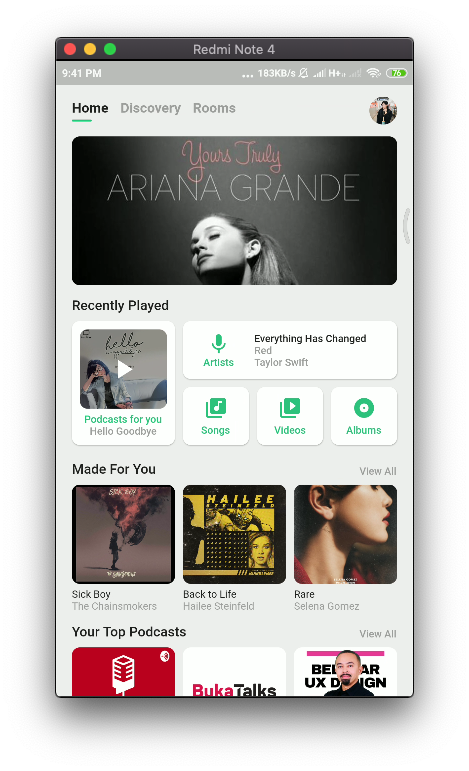 Redmi Note 4
9:41 PM
... 183KB/s H+ 76
Home Discovery Rooms
Yours Truly
ARIANA GRANDE
Recently Played
hello
Podcasts for you
Hello Goodbye
Artists
Everything Has Changed
Red
Taylor Swift
Songs
Videos
Albums
Made For You
View All
SICK BOY
Sick Boy
The Chainsmokers
HAILEE
STEINFELD
Back to Life
Hailee Steinfeld
Rare
Selena Gomez
Your Top Podcasts
View All
BukaTalks
UX